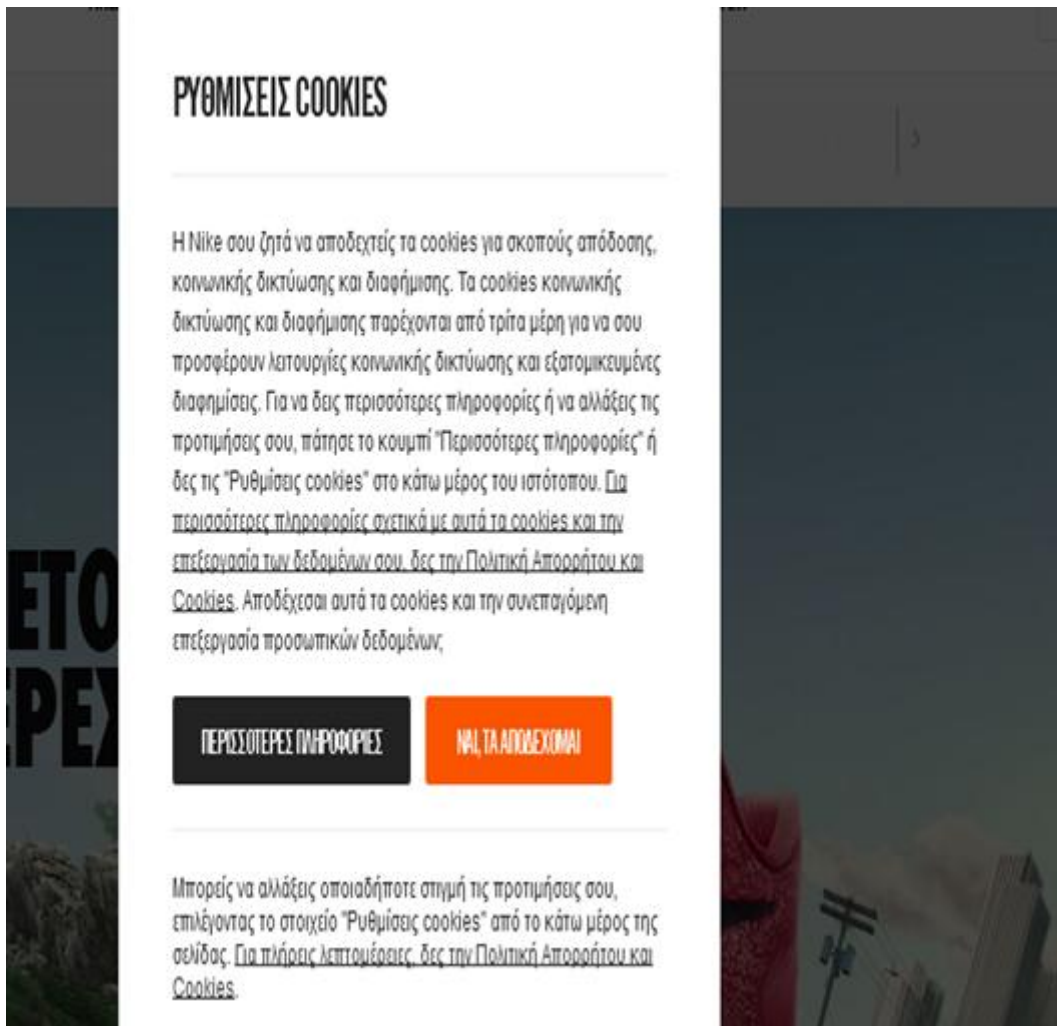 ΡΥΘΜΙΣΕΙΣ COOKIES
Η Nike σου ζητά να αποδεχτείς τα cookies για σκοπούς απόδοσης,
κοινωνικής δικτύωσης και διαφήμισης. Τα cookies κοινωνικής
δικτύωσης και διαφήμισης παρέχονται από τρίτα μέρη για να σου
προσφέρουν λειτουργίες κοινωνικής δικτύωσης και εξατομικευμένες
διαφημίσεις. Για να δεις περισσότερες πληροφορίες ή να αλλάξεις τις
προτιμήσεις σου, πάτησε το κουμπί "Περισσότερες πληροφορίες" ή
δες τις "Ρυθμίσεις cookies" στο κάτω μέρος του ιστότοπου. Για
περισσότερες πληροφορίες σχετικά με αυτά τα cookies και την
επεξεργασία των δεδομένων σου, δες την Πολιτική Απορρήτου και
Cookies. Αποδέχεσαι αυτά τα cookies και την συνεπαγόμενη
επεξεργασία προσωπικών δεδομένων;
ΕΤΟ
ΕΡΕΣ
ΠΕΡΙΣΣΟΤΕΡΕΣ ΠΛΗΡΟΦΟΡΙΕΣ
ΝΑΙ, ΤΑ ΑΠΟΔΕΧΟΜΑΙ
Μπορείς να αλλάξεις οποιαδήποτε στιγμή τις προτιμήσεις σου,
επιλέγοντας το στοιχείο "Ρυθμίσεις cookies" από το κάτω μέρος της
σελίδας. Για πλήρεις λεπτομέρειες, δες την Πολιτική Απορρήτου και
Cookies.